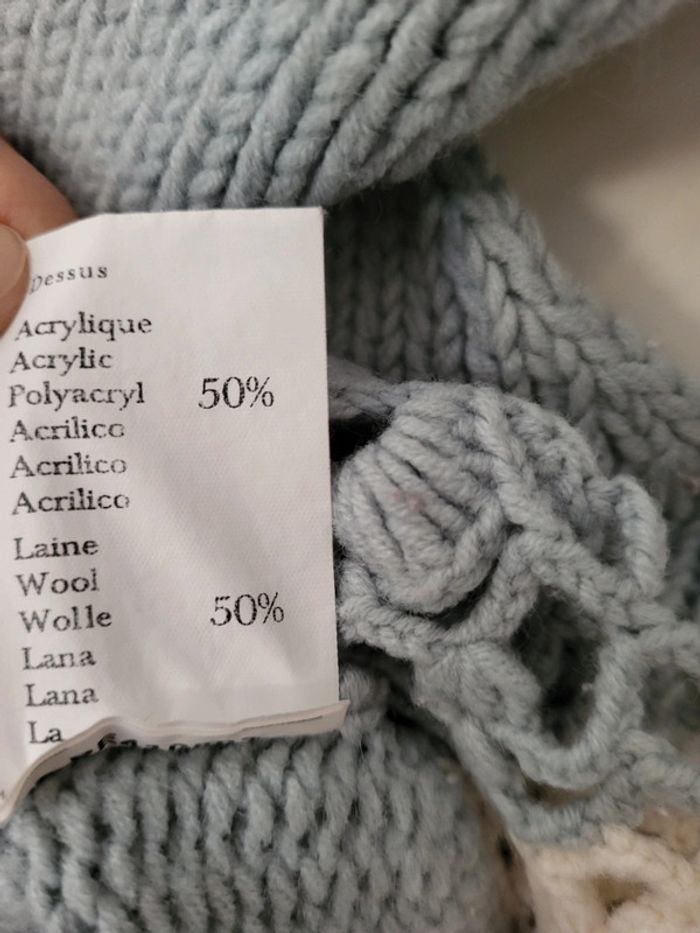 Dessus
Acrylique
Acrylic
Polyacryl 50%
Acrilico
Acrilico
Acrilico
Laine
Wool
Wolle 50%
Lana
Lana